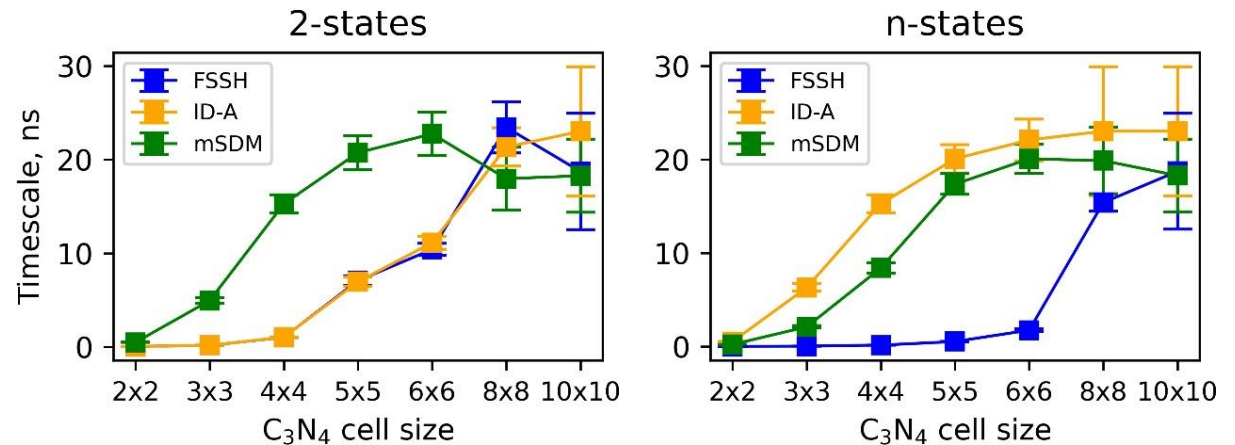 2-states
30
20
10
0
Timescale, ns
FSSH
ID-A
mSDM
2x2 3x3 4x4 5x5 6x6 8x8 10x10
C₃N₄ cell size
n-states
30
20
10
0
FSSH
ID-A
mSDM
2x2 3x3 4x4 5x5 6x6 8x8 10x10
C₃N₄ cell size